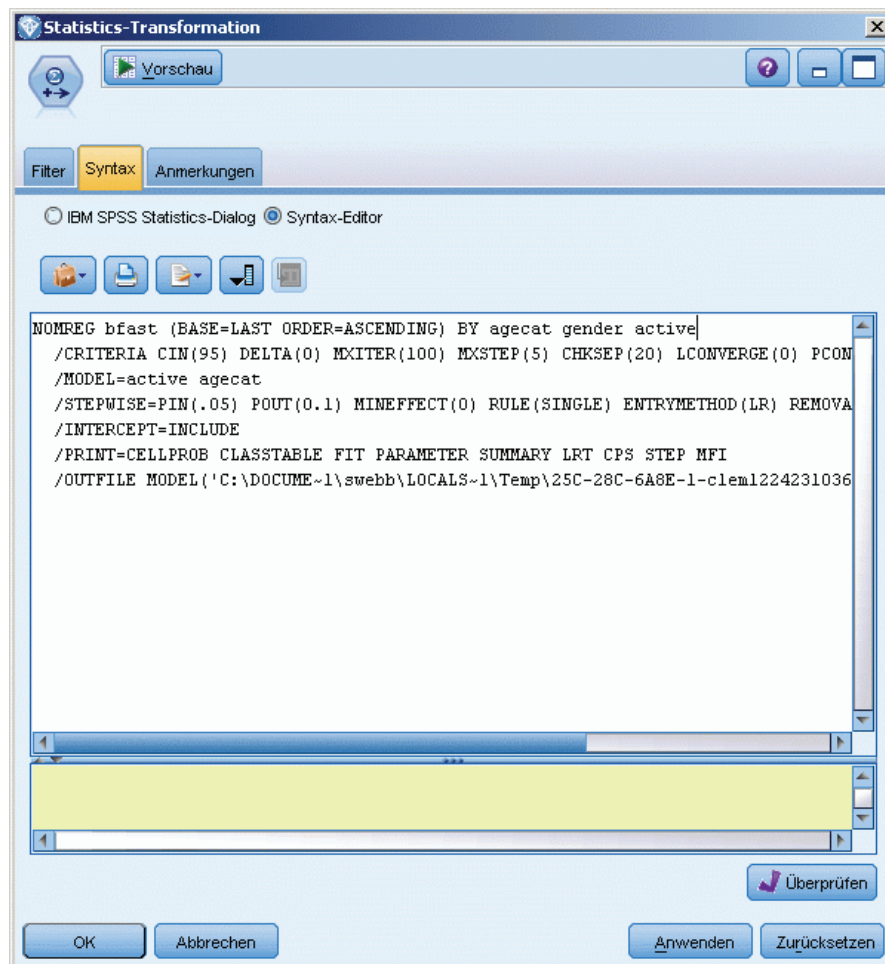 Statistics-Transformation
Vorschau
Filter
Syntax
Anmerkungen
IBM SPSS Statistics-Dialog
Syntax-Editor
NOMREG bfast (BASE=LAST ORDER=ASCENDING) BY agecat gender active
/CRITERIA CIN(95) DELTA(0) MXITER(100) MXSTEP(5) CHKSEP(20) LCONVERGE(0) PCON
/MODEL=active agecat
/STEPWISE=PIN(.05) POUT(0.1) MINEFFECT(0) RULE(SINGLE) ENTRYMETHOD(LR) REMOVA
/INTERCEPT=INCLUDE
/PRINT=CELLPROB CLASSTABLE FIT PARAMETER SUMMARY LRT CPS STEP MFI
/OUTFILE MODEL('C:\DOCUME~1\swebb\LOCALS~1\Temp\25C-28C-6A8E-1-clem1224231036
Überprüfen
OK
Abbrechen
Anwenden
Zurücksetzen